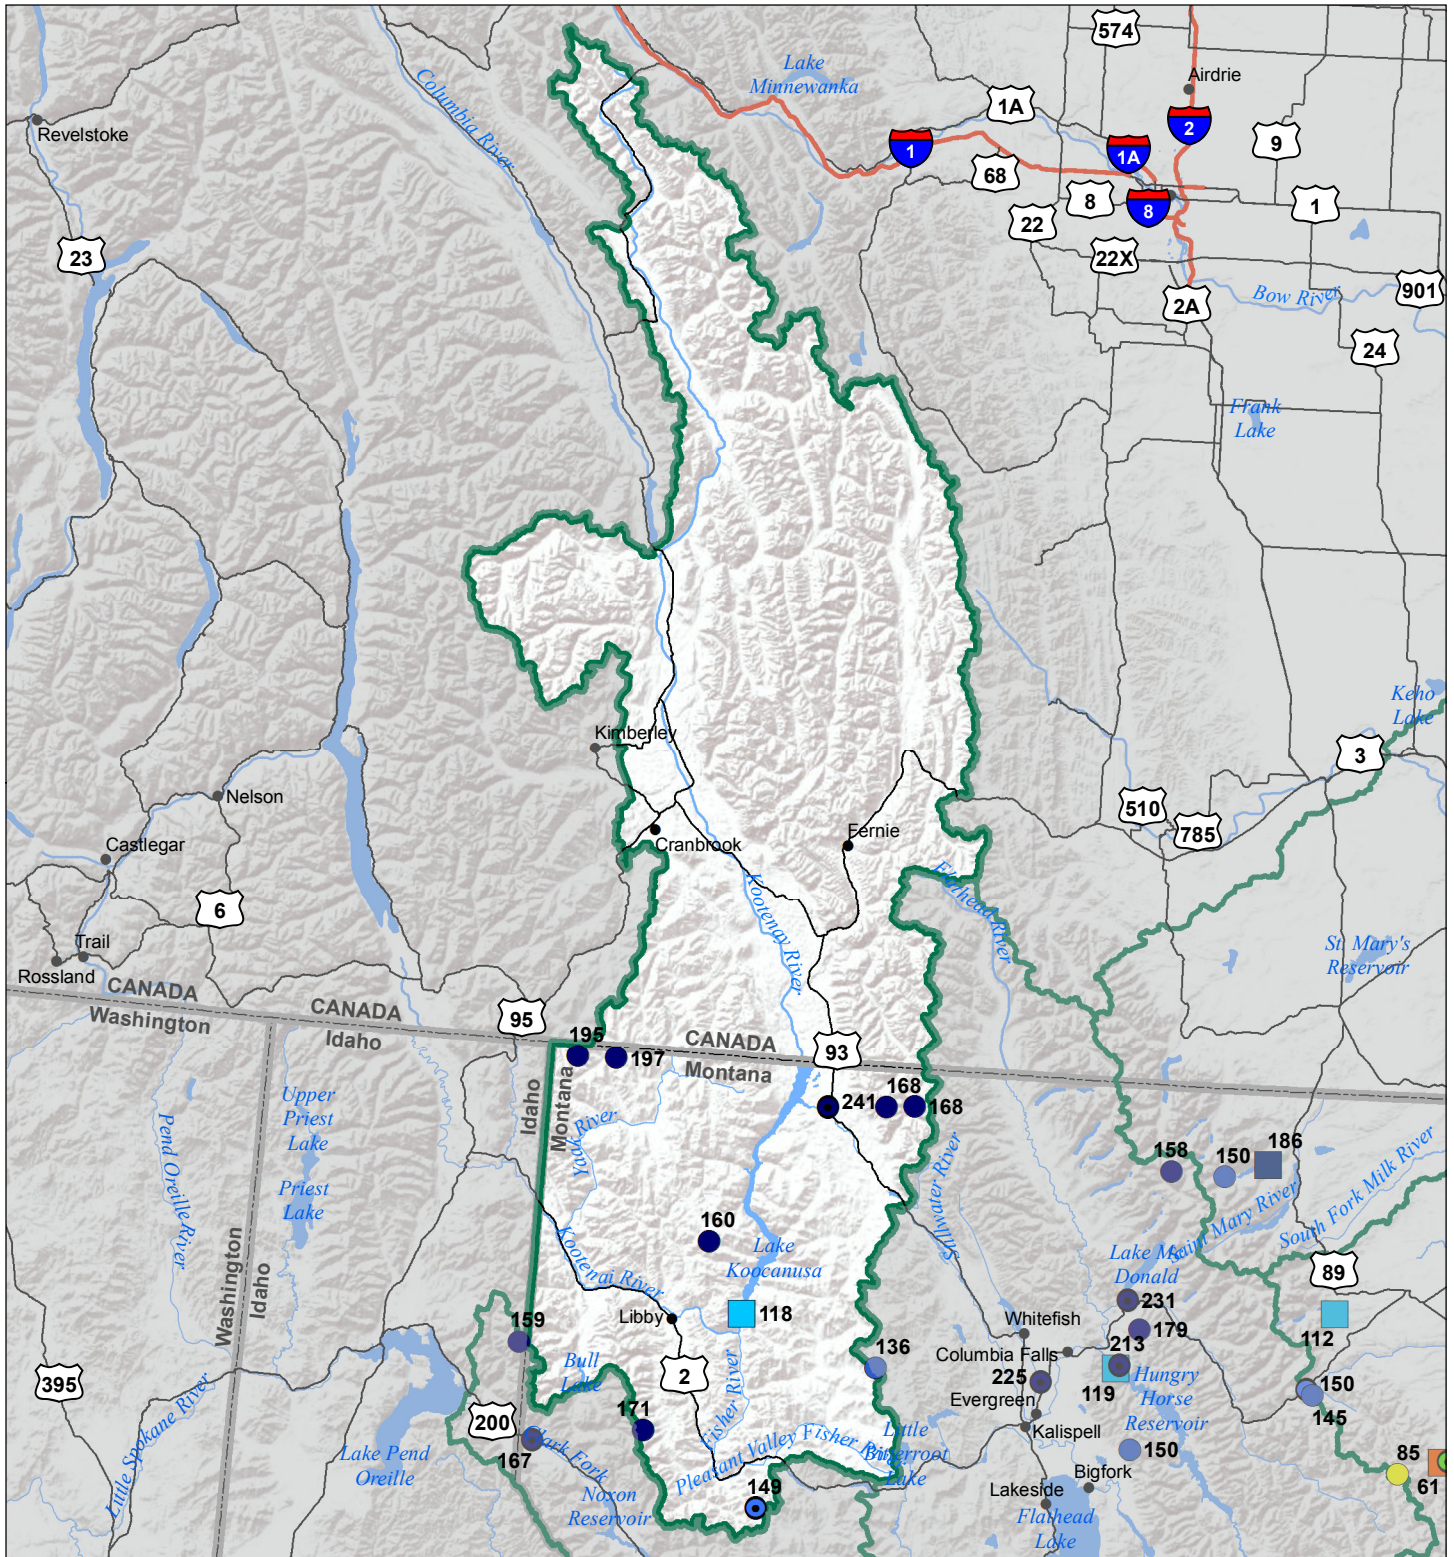 574
Airdrie
Lake
Minnewanka
Columbia River
1A
2
9
Revelstoke
1
1A
68
8
8
1
22
22X
23
2A
Bow River
901
24
Frank
Lake
Keho
Lake
Kimberley
3
Nelson
510
785
Castlegar
Cranbrook
Fernie
Kootenay River
Flathead River
6
Trail
Rossland
St. Mary's
Reservoir
CANADA
Washington
CANADA
Idaho
95
195
197
CANADA
Montana
93
Idaho
Montana
241
168
168
Upper
Priest
Lake
Priest
Lake
Pend Oreille River
Yaak River
Stillwater River
158
150
186
Saint Mary River
South Fork Milk River
160
Lake
Koocanusa
Kootenai River
Lake Mc
Donald
89
Washington
Idaho
231
179
Libby
118
Whitefish
112
159
Columbia Falls
213
119
136
Bull
Lake
2
225
Hungry
Horse
Reservoir
Evergreen
150
145
395
Little Spokane River
200
Clark Fork
167
171
Fisher River
Pleasant Valley Fisher River
Little
Bitterroot
Lake
Kalispell
150
Lake Pend
Oreille
Noxon
Reservoir
149
Bigfork
Lakeside
Flathead
Lake
85
61